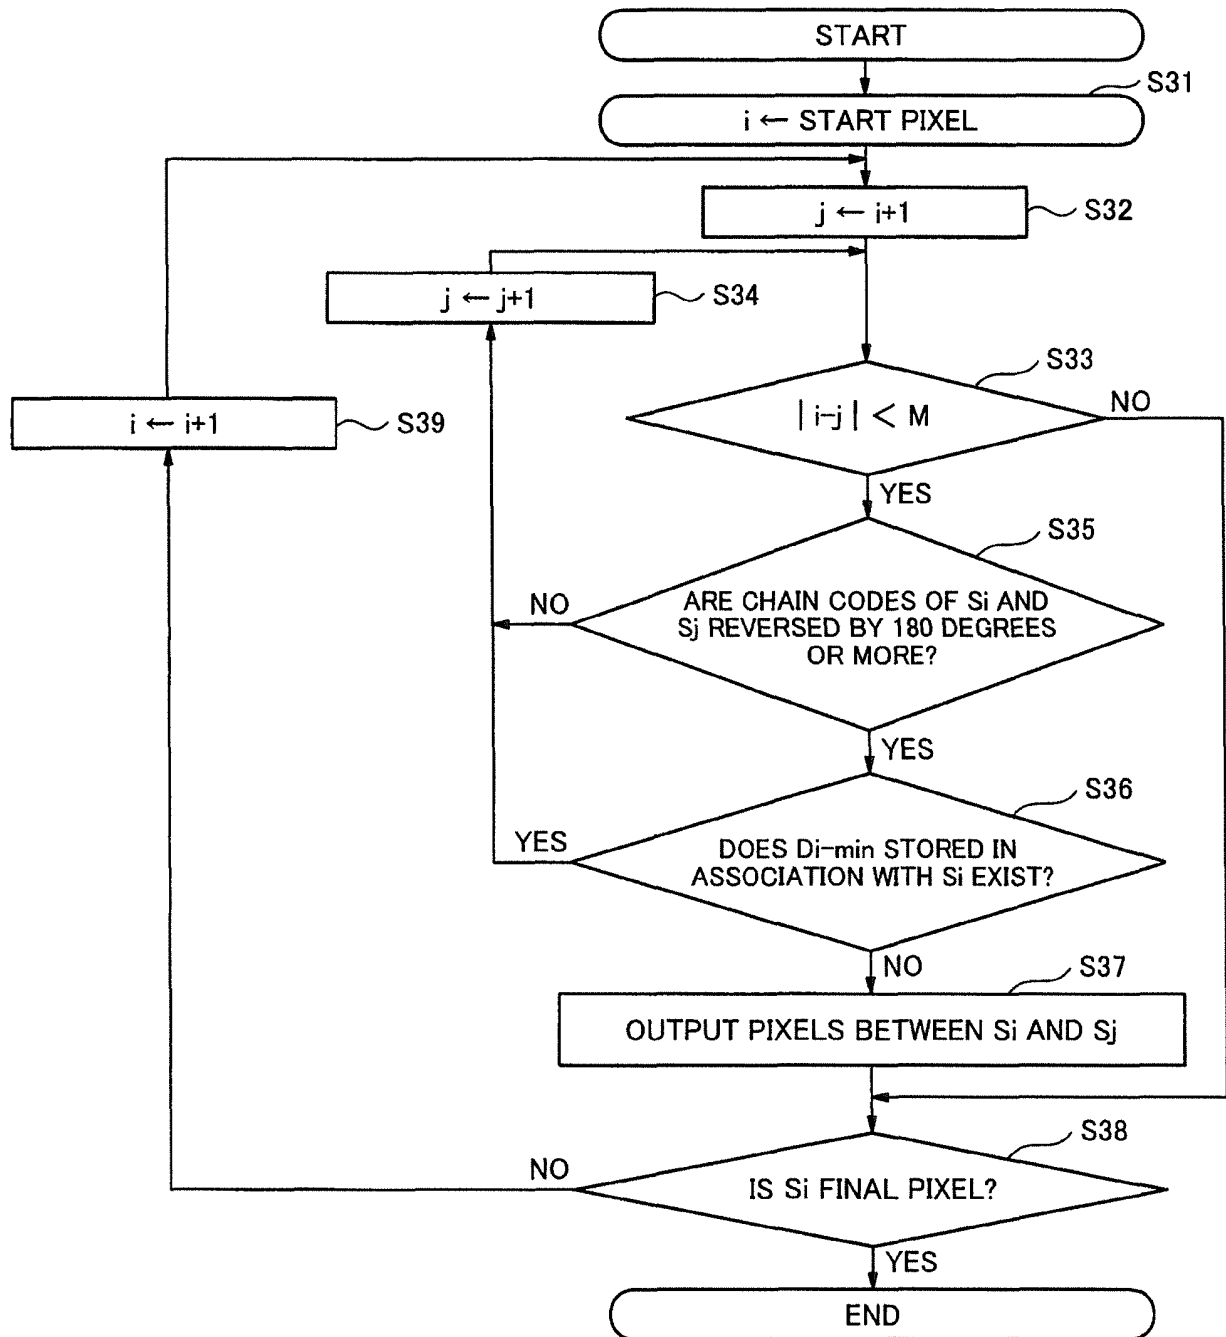 START
S31
i ← START PIXEL
j ← i+1
S32
j ← j+1
S34
S33
| i-j | < M
NO
i ← i+1
S39
YES
S35
NO
ARE CHAIN CODES OF Si AND
Sj REVERSED BY 180 DEGREES
OR MORE?
YES
S36
YES
DOES Di-min STORED IN
ASSOCIATION WITH Si EXIST?
NO
S37
OUTPUT PIXELS BETWEEN Si AND Sj
S38
NO
IS Si FINAL PIXEL?
YES
END